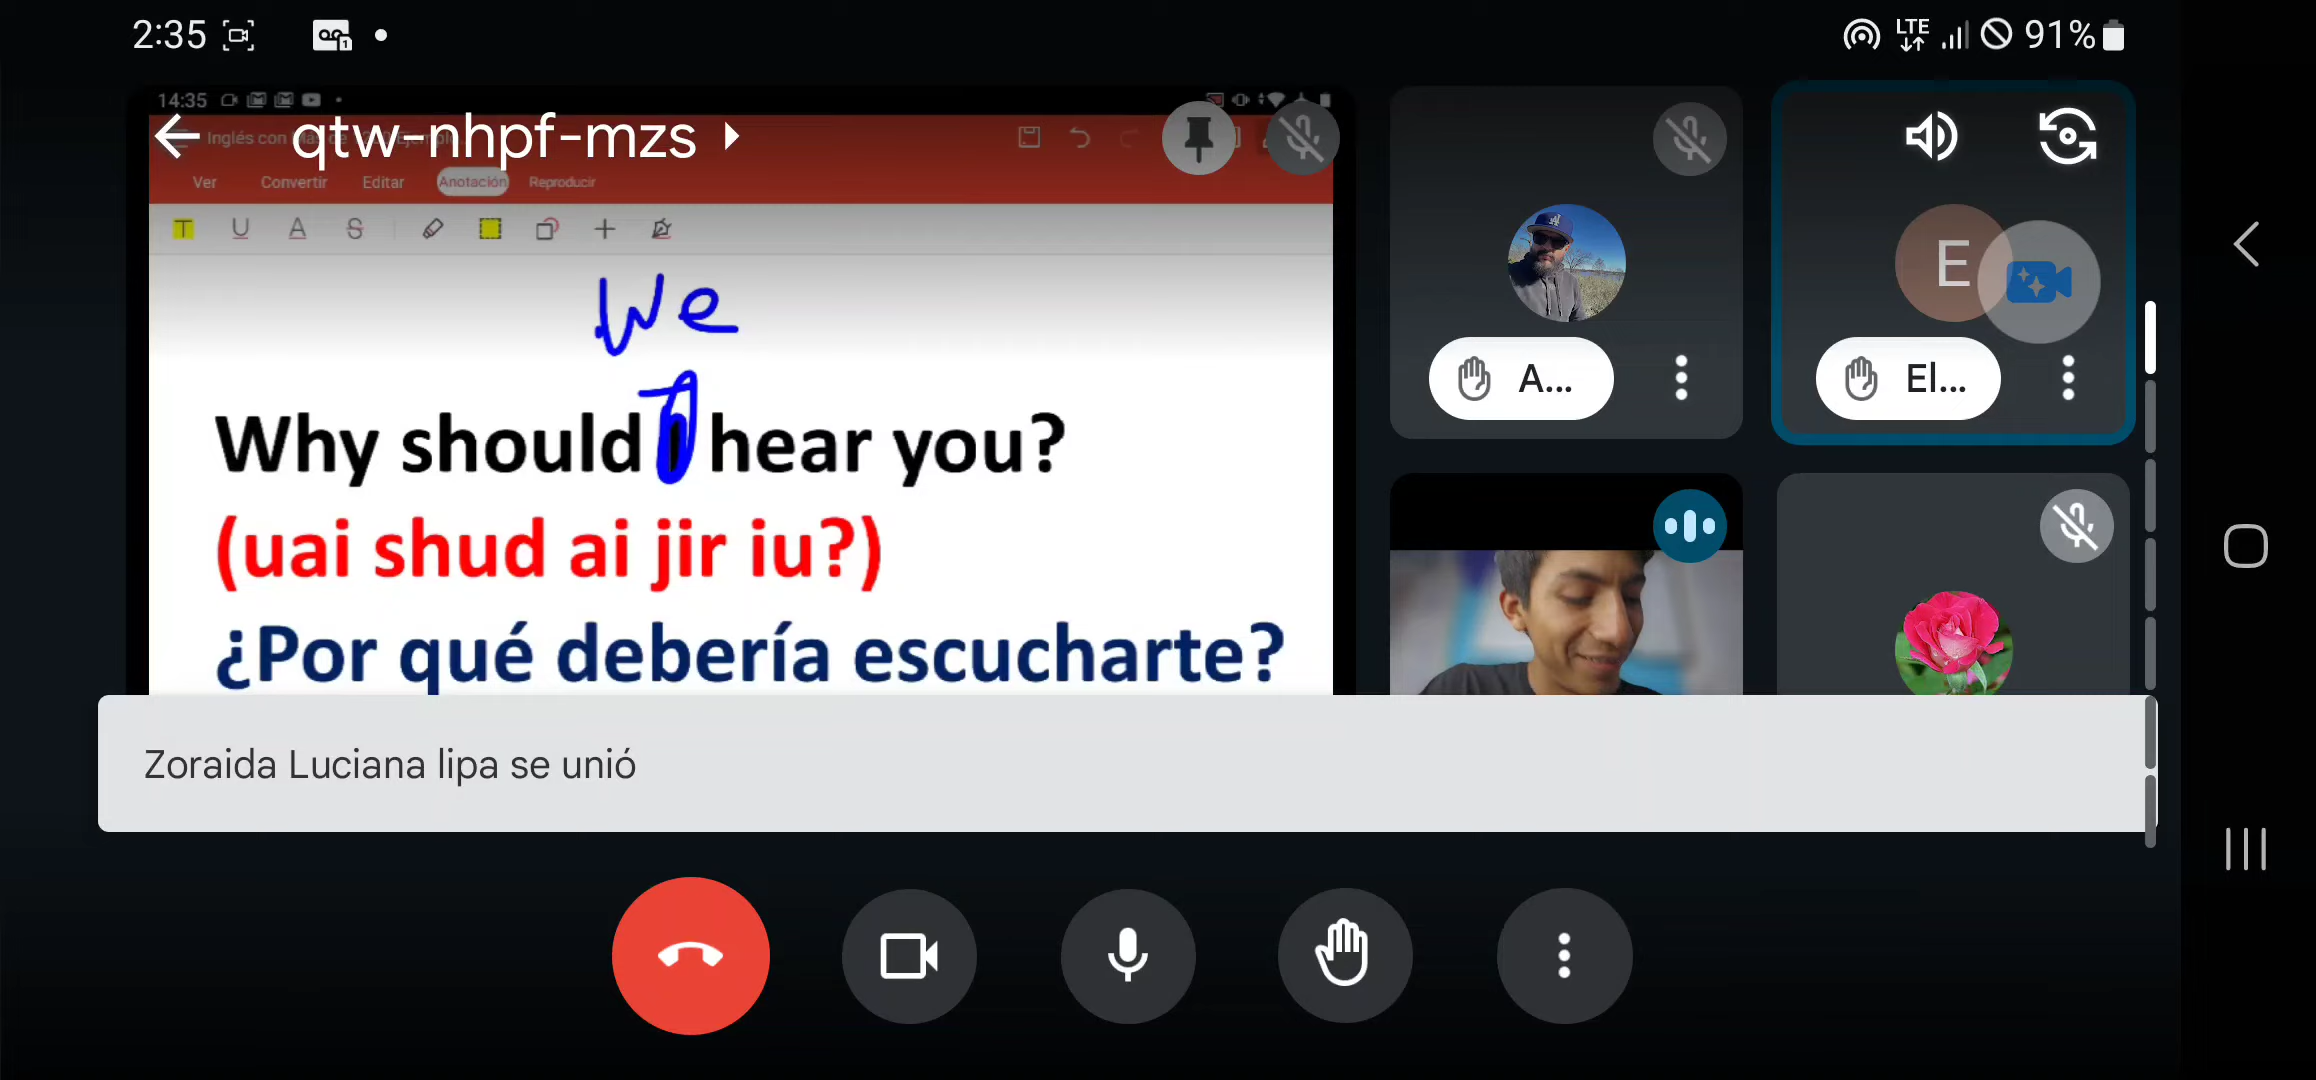 2:35
LTE
91%
14:35
Inglés con
qtw-nhpf-mzs
Ver Convertir Editar Anotación Reproducir
We
Why should I hear you?
(uai shud ai jir iu?)
¿Por qué debería escucharte?
A...
E
El...
Zoraida Luciana lipa se unió